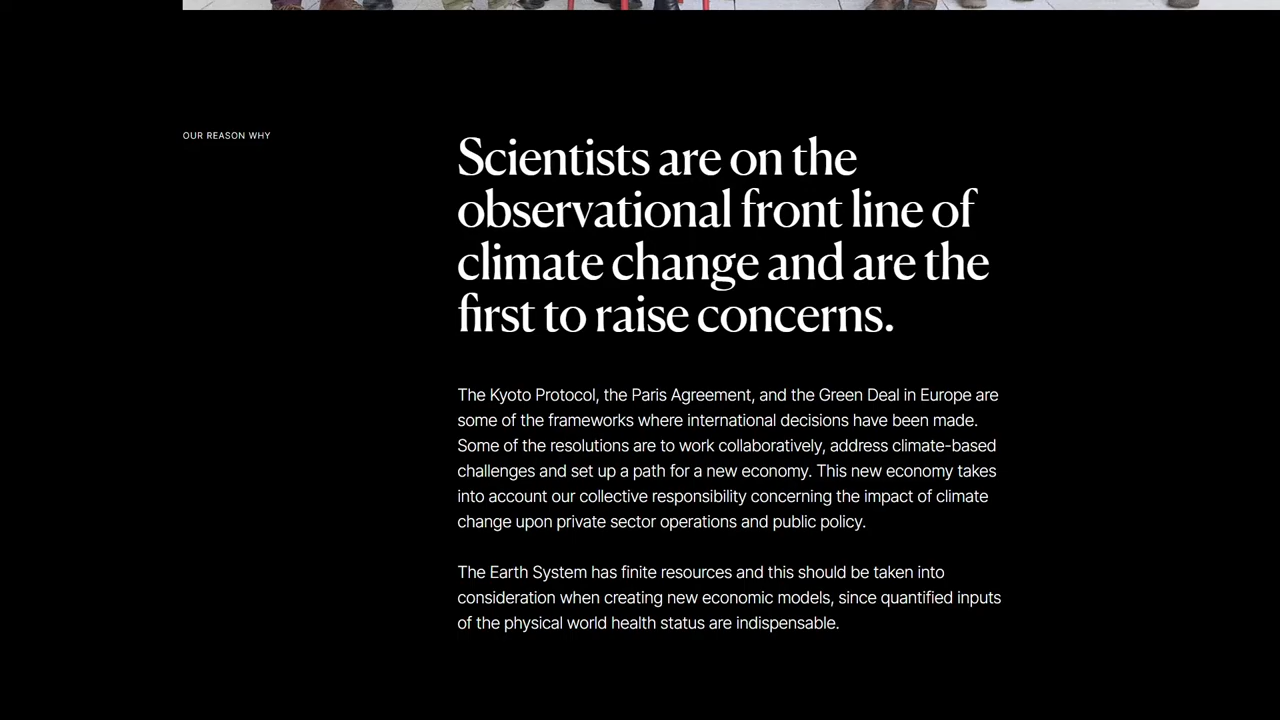 OUR REASON WHY
Scientists are on the
observational front line of
climate change and are the
first to raise concerns.
The Kyoto Protocol, the Paris Agreement, and the Green Deal in Europe are
some of the frameworks where international decisions have been made.
Some of the resolutions are to work collaboratively, address climate-based
challenges and set up a path for a new economy. This new economy takes
into account our collective responsibility concerning the impact of climate
change upon private sector operations and public policy.
The Earth System has finite resources and this should be taken into
consideration when creating new economic models, since quantified inputs
of the physical world health status are indispensable.